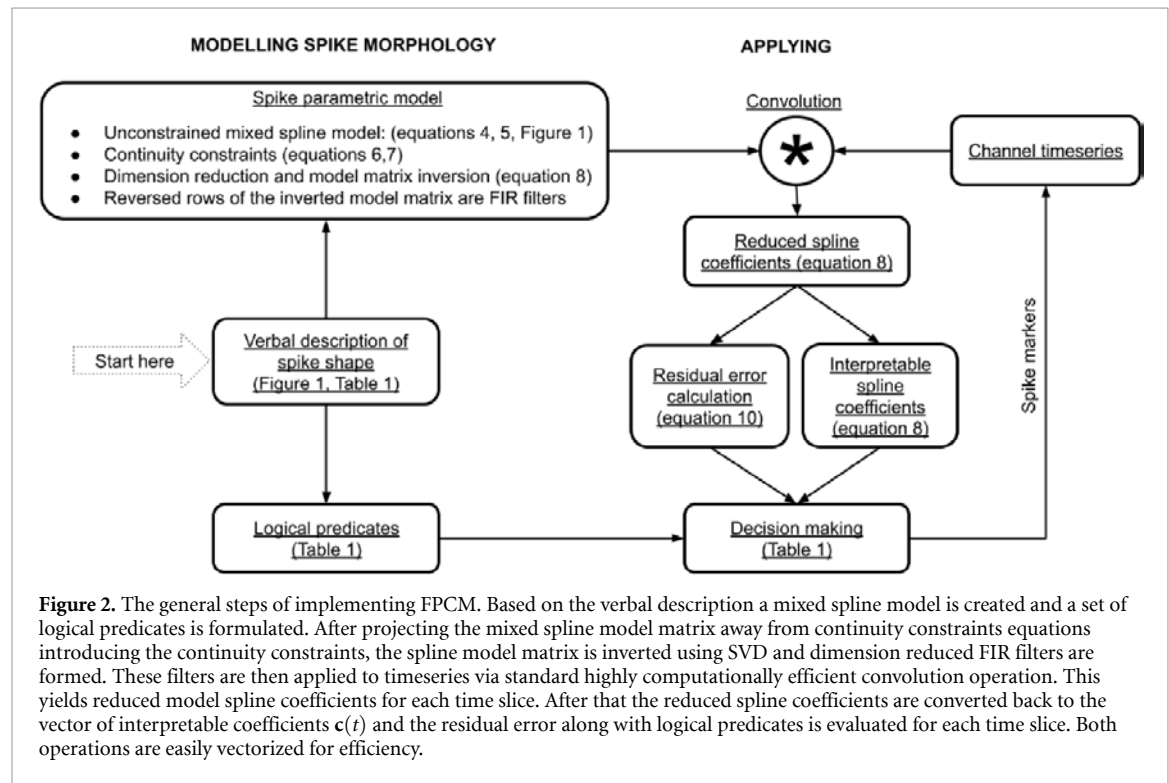 MODELLING SPIKE MORPHOLOGY
APPLYING
Spike parametric model
● Unconstrained mixed spline model: (equations 4, 5, Figure 1)
● Continuity constraints (equations 6,7)
● Dimension reduction and model matrix inversion (equation 8)
● Reversed rows of the inverted model matrix are FIR filters
Convolution
*
Channel timeseries
Reduced spline
coefficients (equation 8)
Start here
Verbal description of
spike shape
(Figure 1, Table 1)
Residual error
calculation
(equation 10)
Interpretable
spline
coefficients
(equation 8)
Spike markers
Logical predicates
(Table 1)
Decision making
(Table 1)
Figure 2. The general steps of implementing FPCM. Based on the verbal description a mixed spline model is created and a set of
logical predicates is formulated. After projecting the mixed spline model matrix away from continuity constraints equations
introducing the continuity constraints, the spline model matrix is inverted using SVD and dimension reduced FIR filters are
formed. These filters are then applied to timeseries via standard highly computationally efficient convolution operation. This
yields reduced model spline coefficients for each time slice. After that the reduced spline coefficients are converted back to the
vector of interpretable coefficients c(t) and the residual error along with logical predicates is evaluated for each time slice. Both
operations are easily vectorized for efficiency.